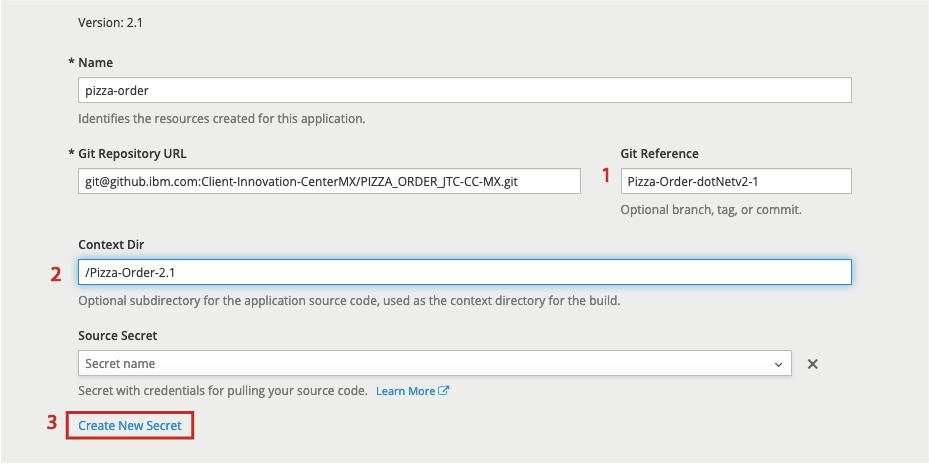 Version: 2.1
* Name
pizza-order
Identifies the resources created for this application.
* Git Repository URL
Git Reference
git@github.ibm.com:Client-Innovation-CenterMX/PIZZA_ORDER_JTC-CC-MX.git
1
Pizza-Order-dotNetv2-1
Optional branch, tag, or commit.
Context Dir
2
/Pizza-Order-2.1
Optional subdirectory for the application source code, used as the context directory for the build.
Source Secret
Secret name
Secret with credentials for pulling your source code. Learn More
3
Create New Secret